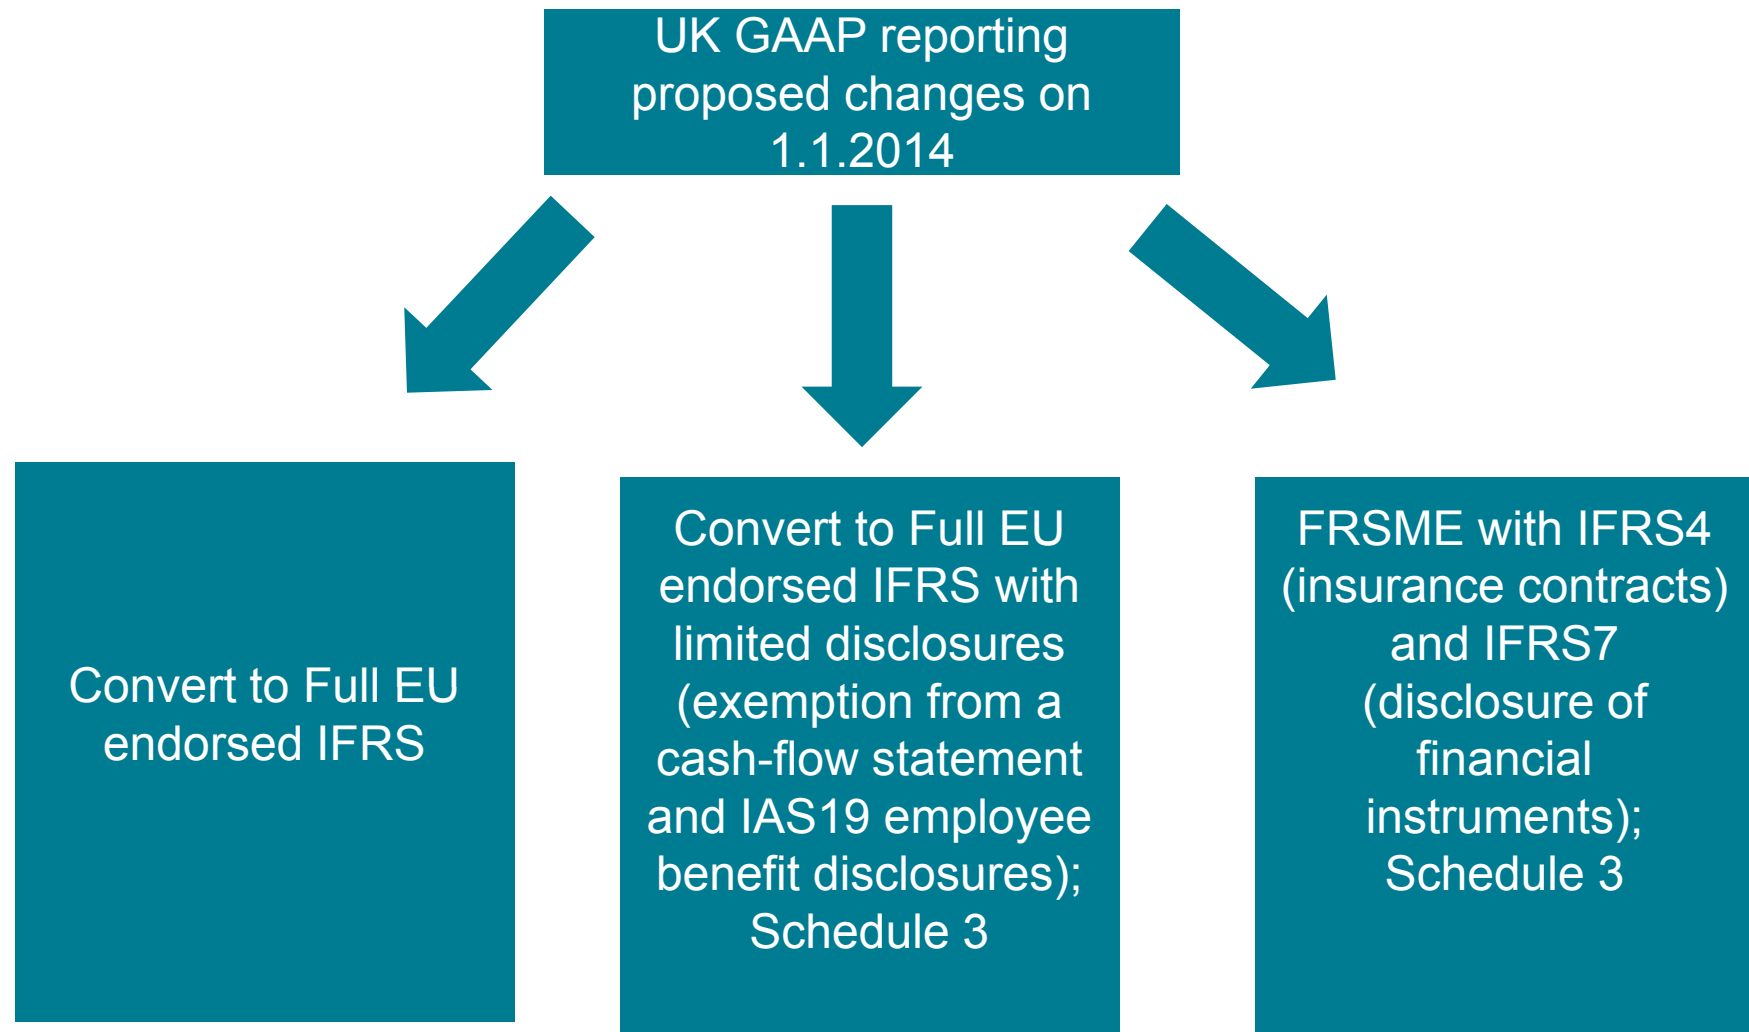 UK GAAP reporting
proposed changes on
1.1.2014
Convert to Full EU
endorsed IFRS
Convert to Full EU
endorsed IFRS with
limited disclosures
(exemption from a
cash-flow statement
and IAS19 employee
benefit disclosures);
Schedule 3
FRSME with IFRS4
(insurance contracts)
and IFRS7
(disclosure of
financial
instruments);
Schedule 3